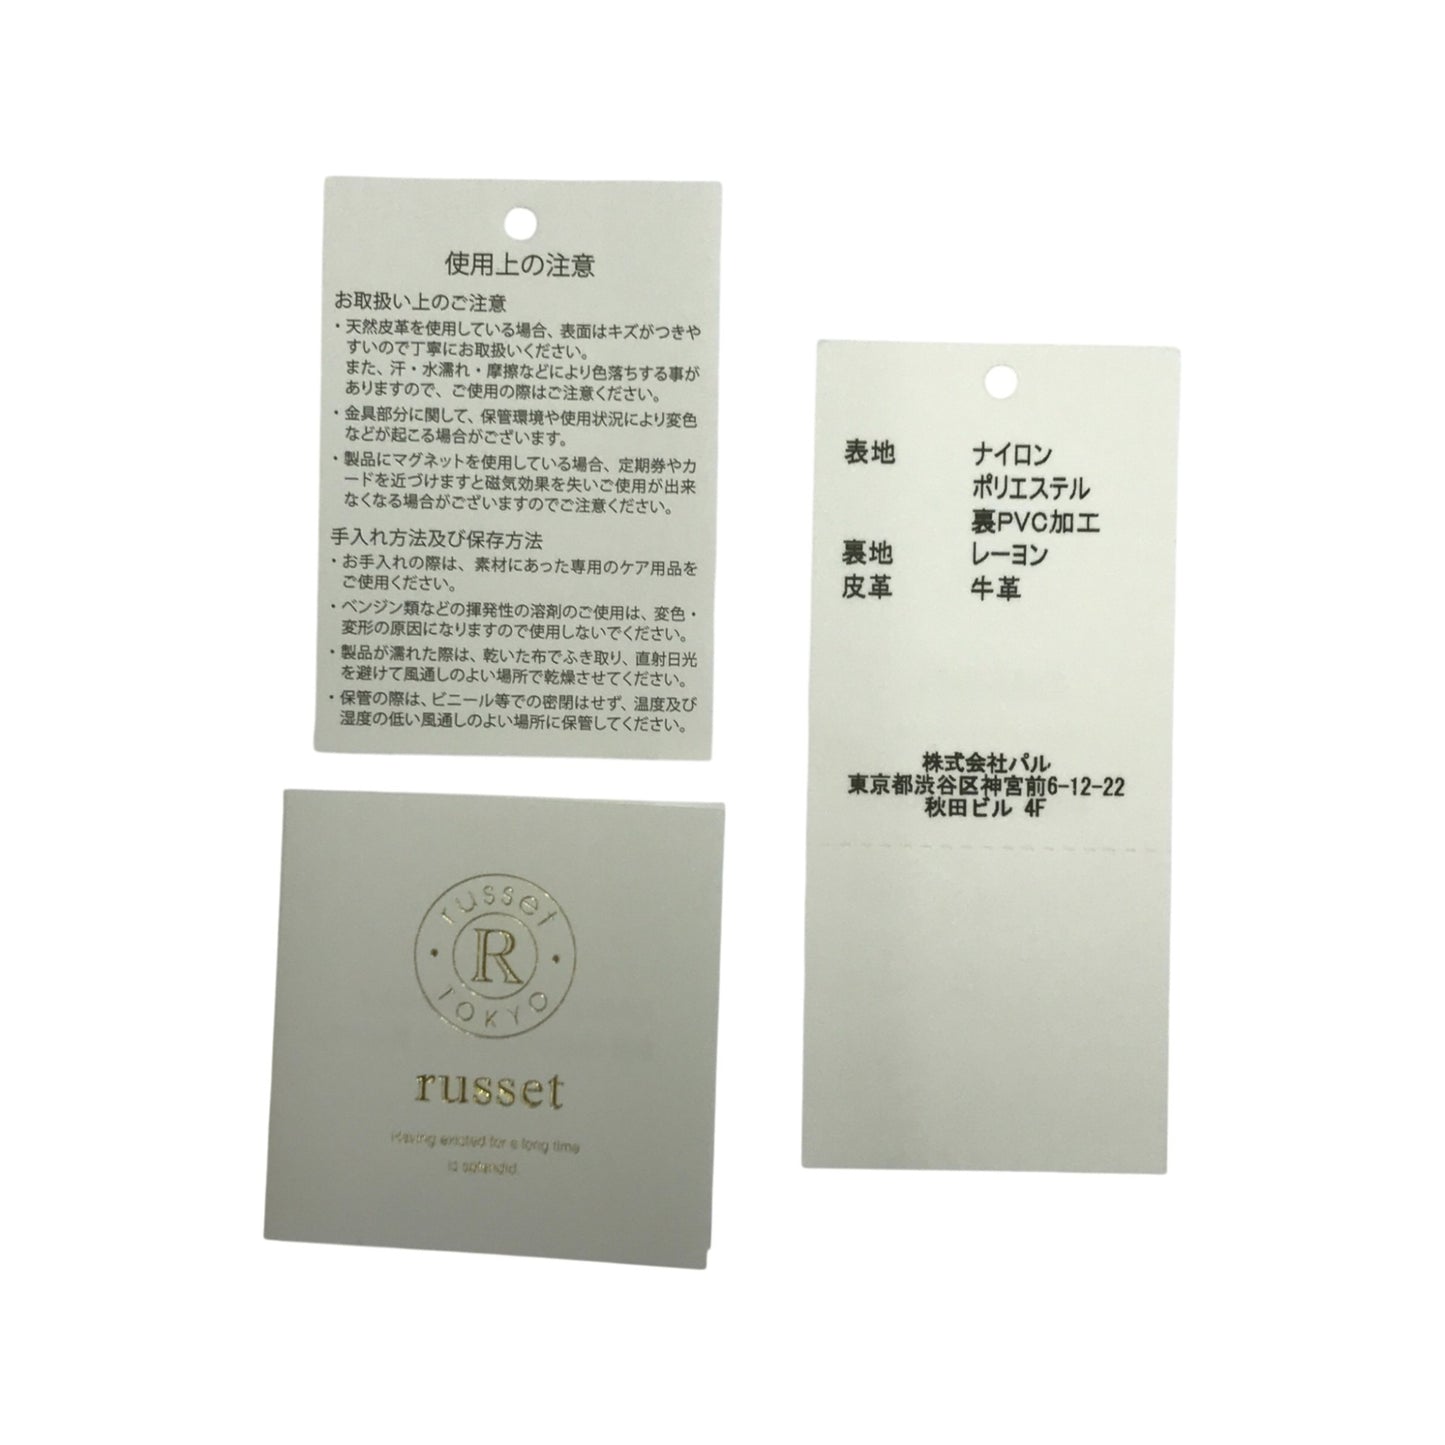 使用上の注意
お取扱い上のご注意
・天然皮革を使用している場合、表面はキズがつきや
すいので丁寧にお取扱いください。
また、汗・水濡れ・摩擦などにより色落ちする事が
ありますので、ご使用の際はご注意ください。
・金具部分に関して、保管環境や使用状況により変色
などが起こる場合がございます。
・製品にマグネットを使用している場合、定期券やカ
ードを近づけますと磁気効果を失いご使用が出来
なくなる場合がございますのでご注意ください。
手入れ方法及び保存方法
・お手入れの際は、素材にあった専用のケア用品を
ご使用ください。
・ベンジン類などの揮発性の溶剤のご使用は、変色・
変形の原因になりますので使用しないでください。
・製品が濡れた際は、乾いた布でふき取り、直射日光
を避けて風通しのよい場所で乾燥させてください。
・保管の際は、ビニール等での密閉はせず、温度及び
湿度の低い風通しのよい場所に保管してください。
russet
R
TOKYO
russet
Having existed for a long time
is splendid.
表地 ナイロン
ポリエステル
裏PVC加工
裏地 レーヨン
皮革 牛革
株式会社パル
東京都渋谷区神宮前6-12-22
秋田ビル 4F